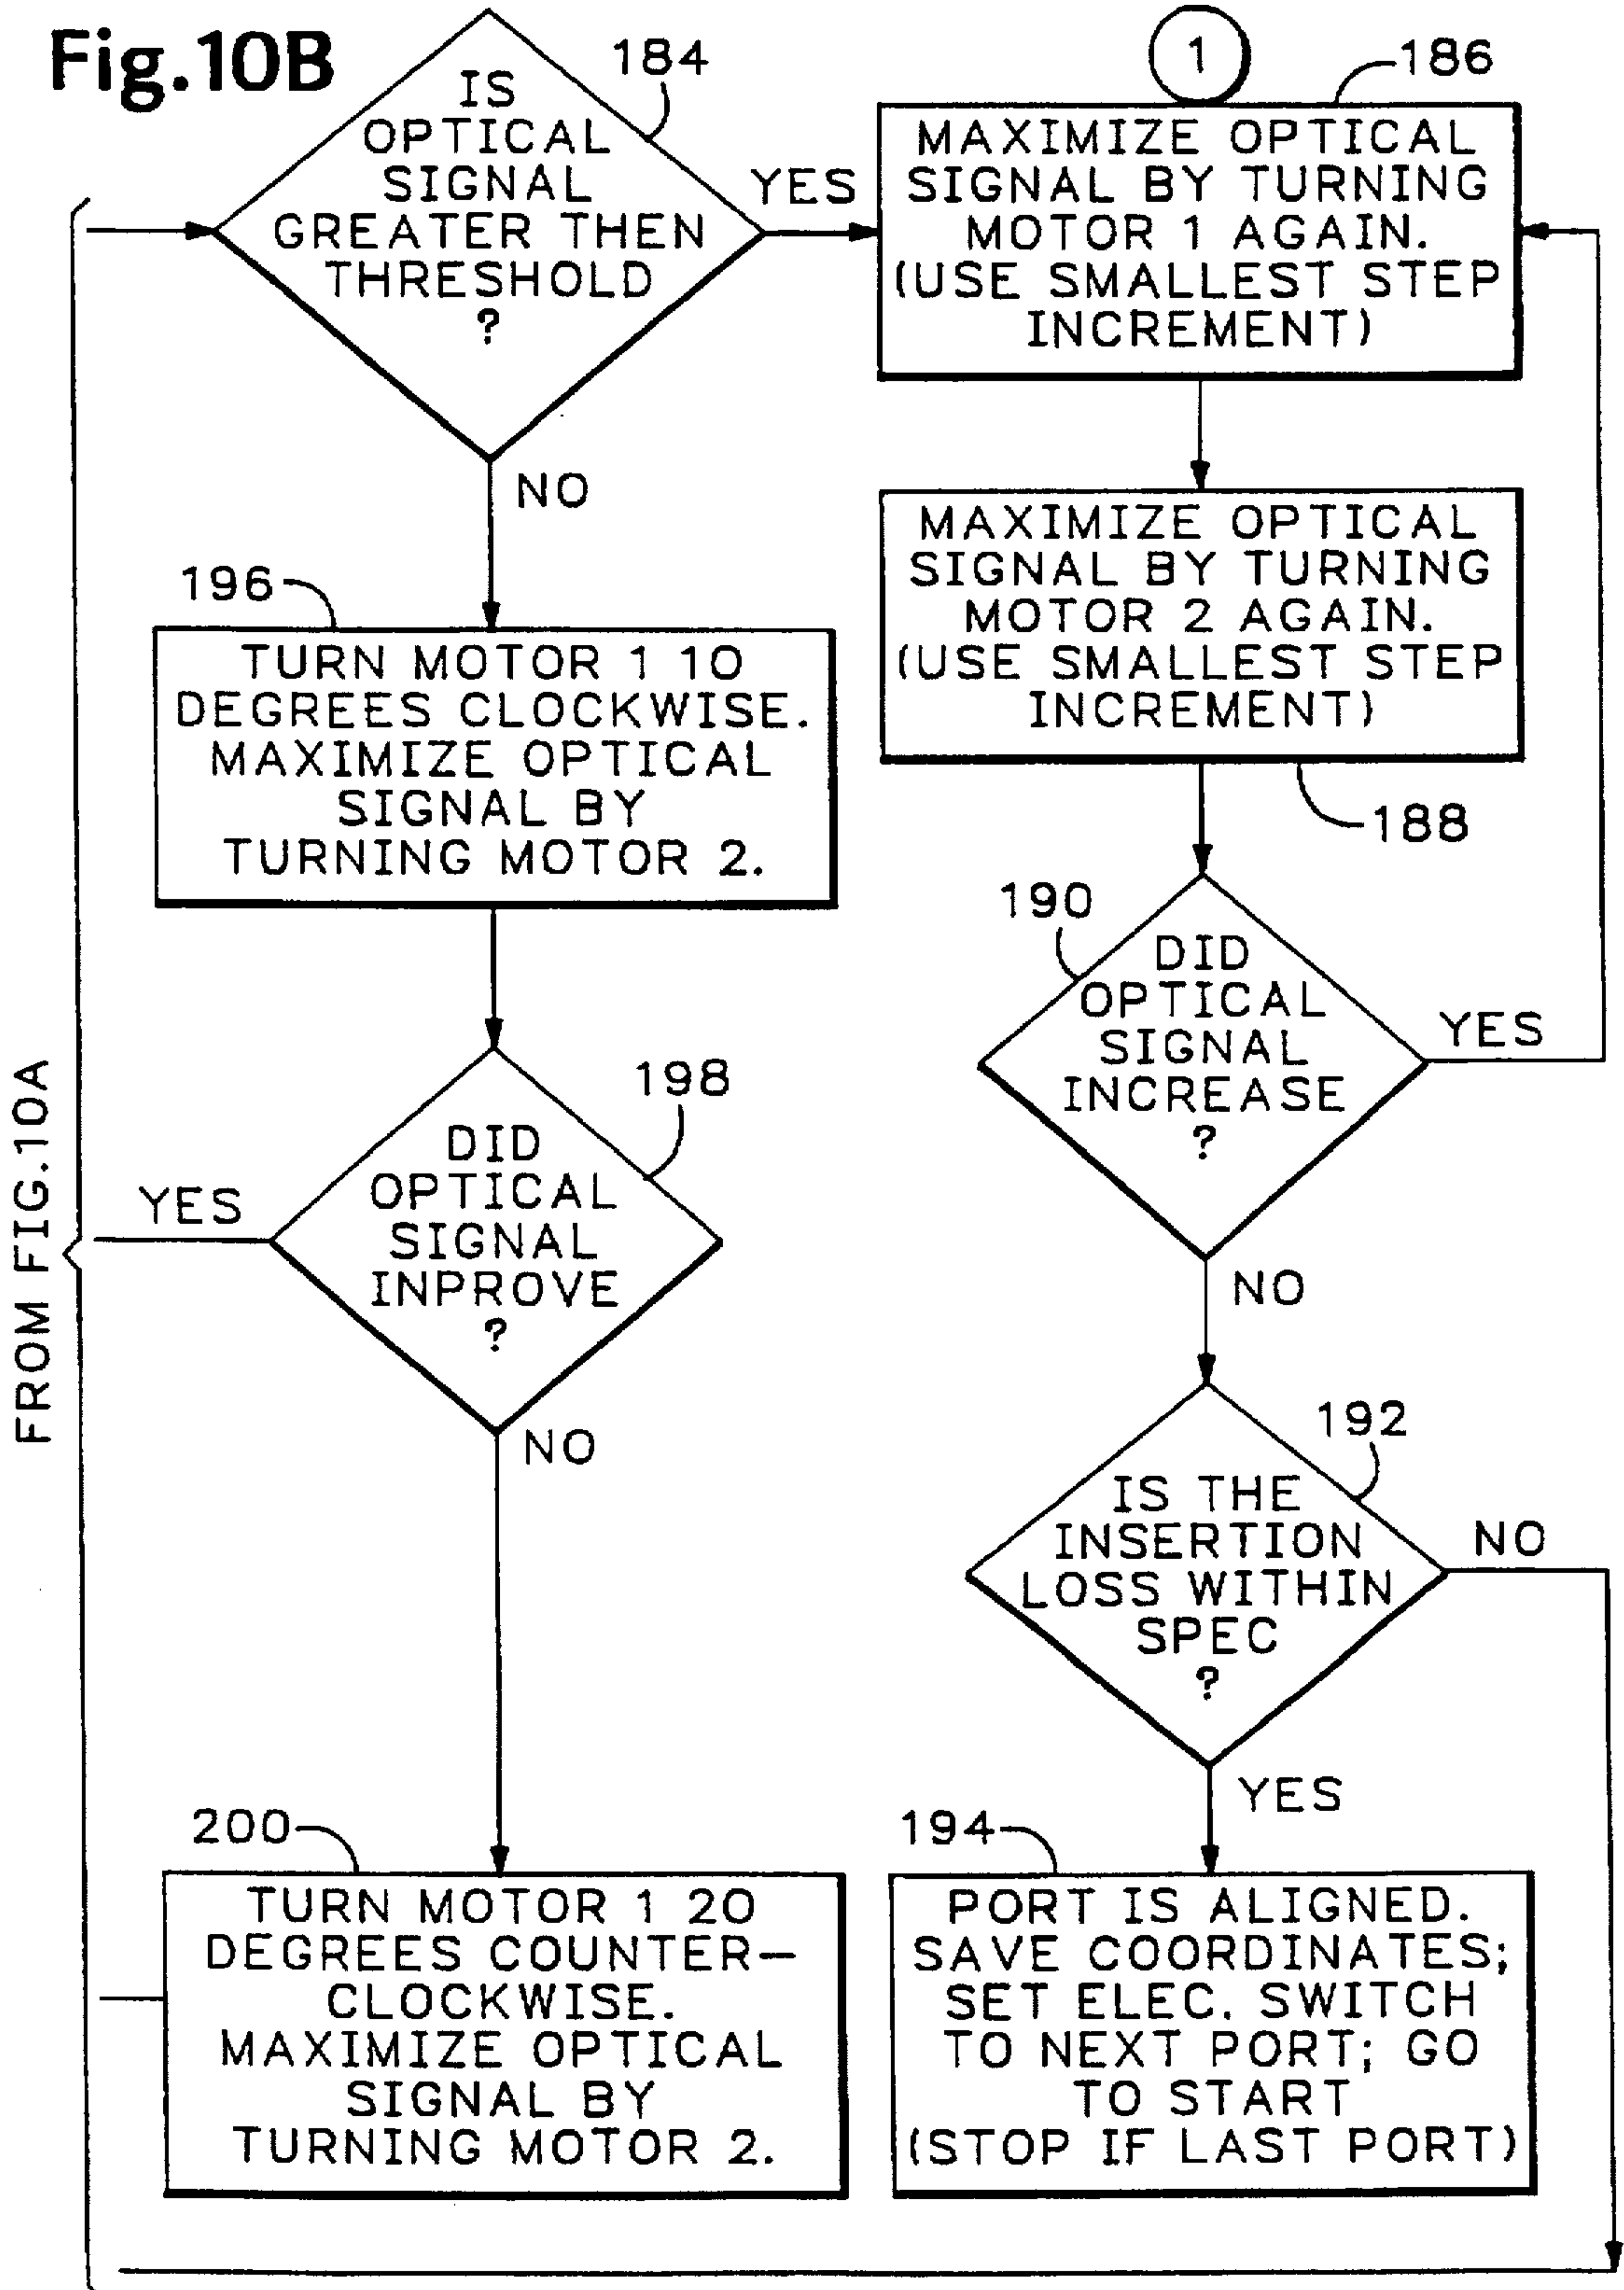 Fig.10B
184
IS
OPTICAL
SIGNAL
GREATER THEN
THRESHOLD
?
YES
NO
1
186
MAXIMIZE OPTICAL
SIGNAL BY TURNING
MOTOR 1 AGAIN.
(USE SMALLEST STEP
INCREMENT)
MAXIMIZE OPTICAL
SIGNAL BY TURNING
MOTOR 2 AGAIN.
(USE SMALLEST STEP
INCREMENT)
188
196
TURN MOTOR 1 10
DEGREES CLOCKWISE.
MAXIMIZE OPTICAL
SIGNAL BY
TURNING MOTOR 2.
190
DID
OPTICAL
SIGNAL
INCREASE
?
YES
NO
198
DID
OPTICAL
SIGNAL
INPROVE
?
YES
NO
FROM FIG.10A
192
IS THE
INSERTION
LOSS WITHIN
SPEC
?
NO
YES
200
TURN MOTOR 1 20
DEGREES COUNTER-
CLOCKWISE.
MAXIMIZE OPTICAL
SIGNAL BY
TURNING MOTOR 2.
194
PORT IS ALIGNED.
SAVE COORDINATES;
SET ELEC. SWITCH
TO NEXT PORT; GO
TO START
(STOP IF LAST PORT)